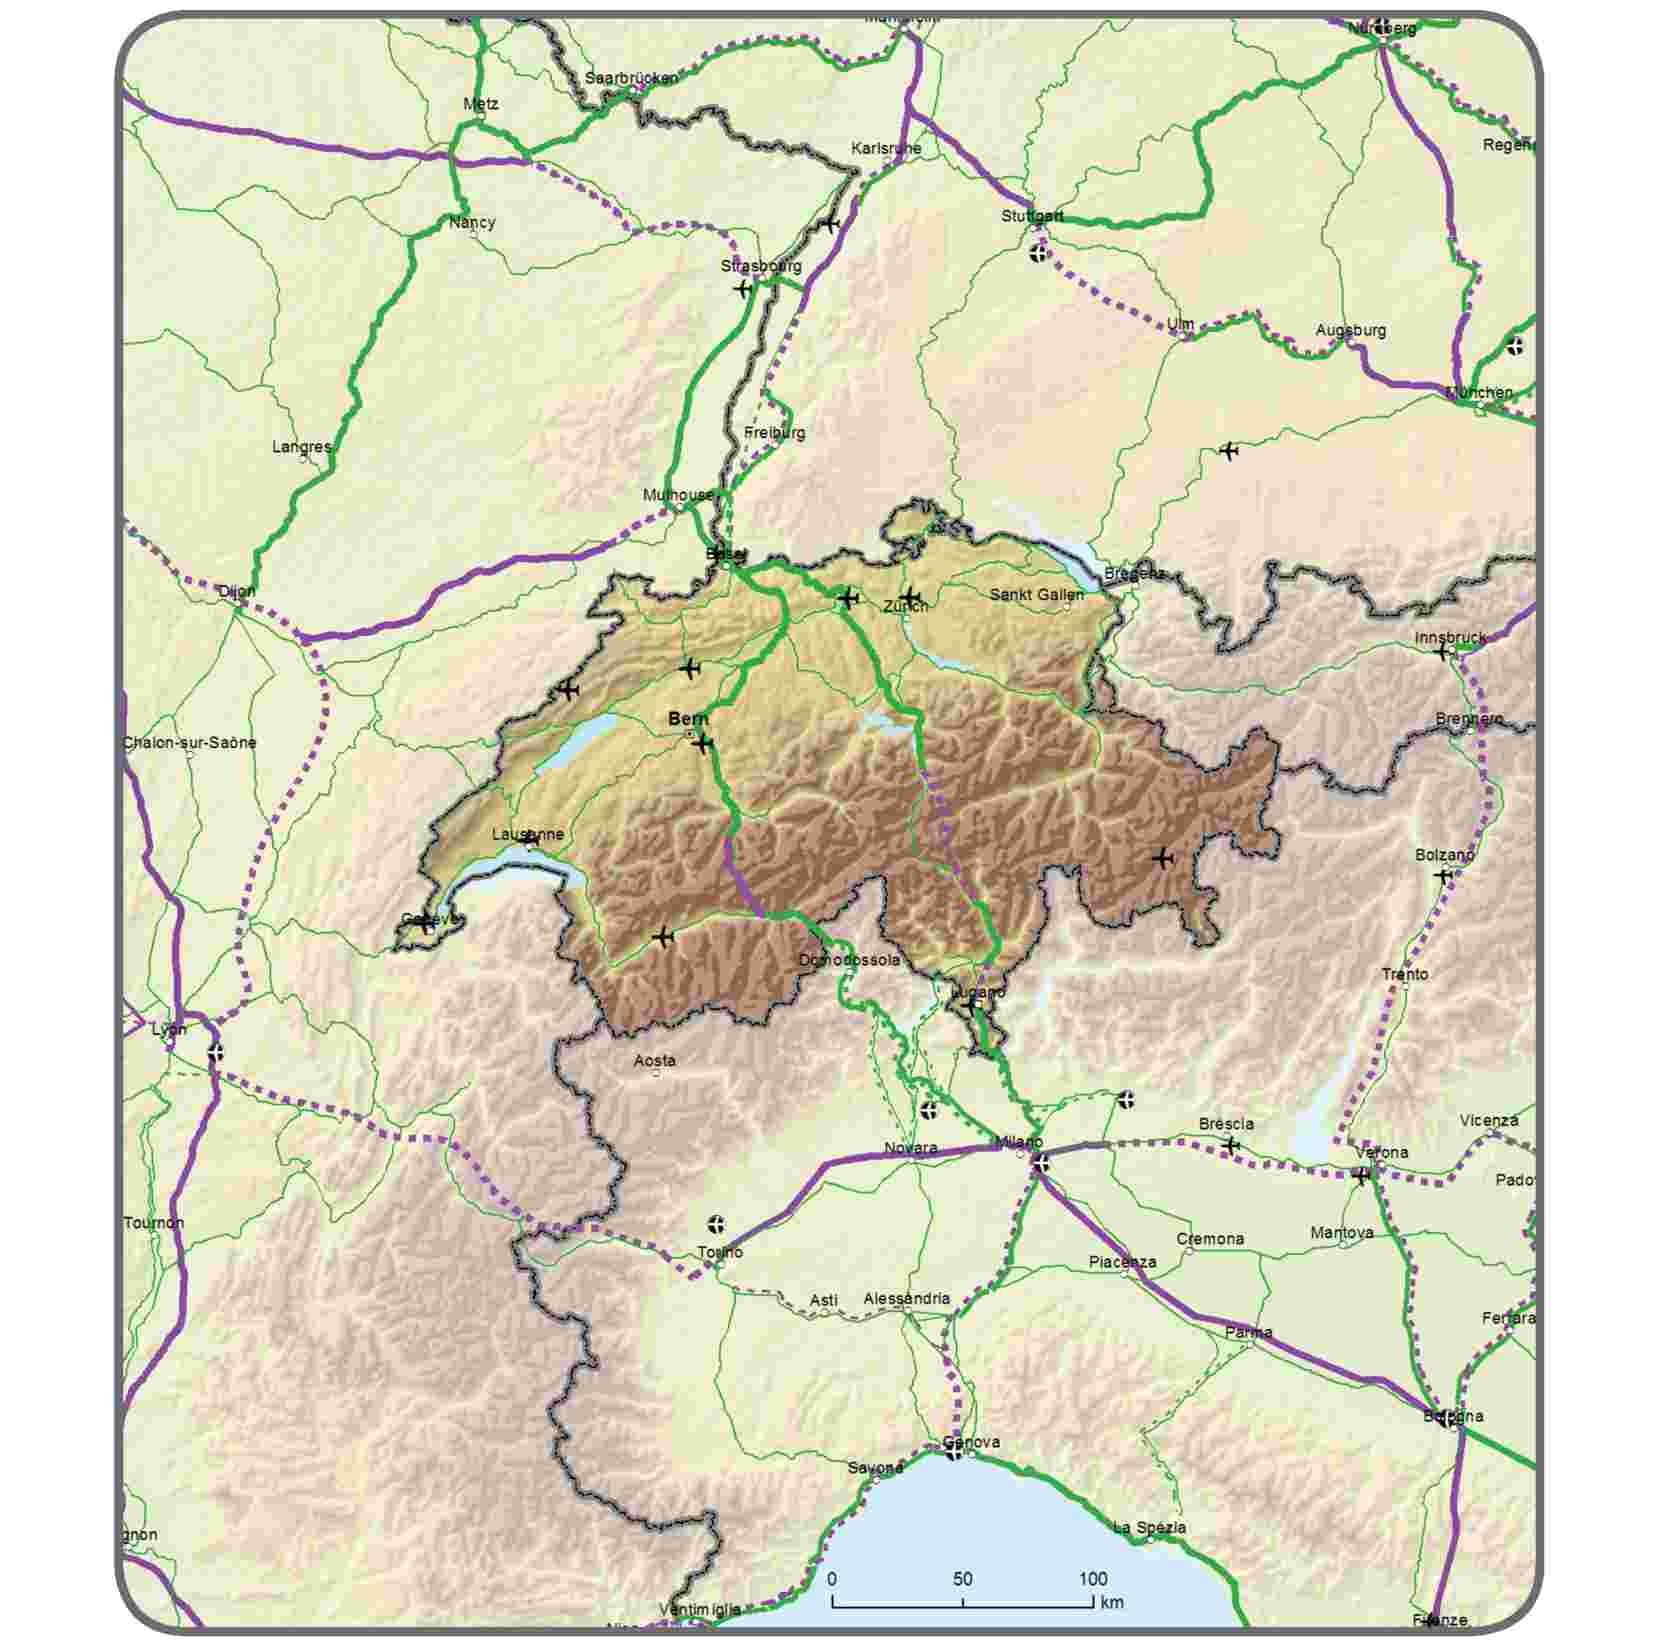 Nürnberg
Saarbrücken
Metz
Karlsruhe
Nancy
Stuttgart
Strasbourg
Ulm
Augsburg
München
Freiburg
Langres
Mulhouse
Basel
Bregenz
Dijon
Sankt Gallen
Zürich
Innsbruck
Bern
Brennero
Chalon-sur-Saône
Lausanne
Bolzano
Genève
Domodossola
Trento
Lugano
Lyon
Aosta
Brescia
Vicenza
Milano
Novara
Verona
Pado
Tournon
Torino
Cremona
Mantova
Piacenza
Asti
Alessandria
Ferrara
Parma
Bologna
Genova
Savona
La Spezia
gnon
0 50 100
km
Ventimiglia
Firenze